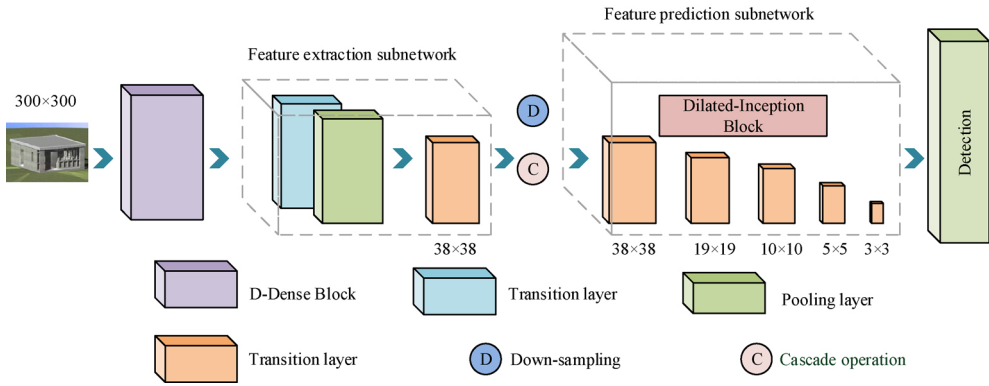 Feature prediction subnetwork
Feature extraction subnetwork
300×300
D
C
Dilated-Inception
Block
Detection
38×38
38×38
19×19
10×10
5×5
3×3
D-Dense Block
Transition layer
Pooling layer
Transition layer
D
Down-sampling
C
Cascade operation